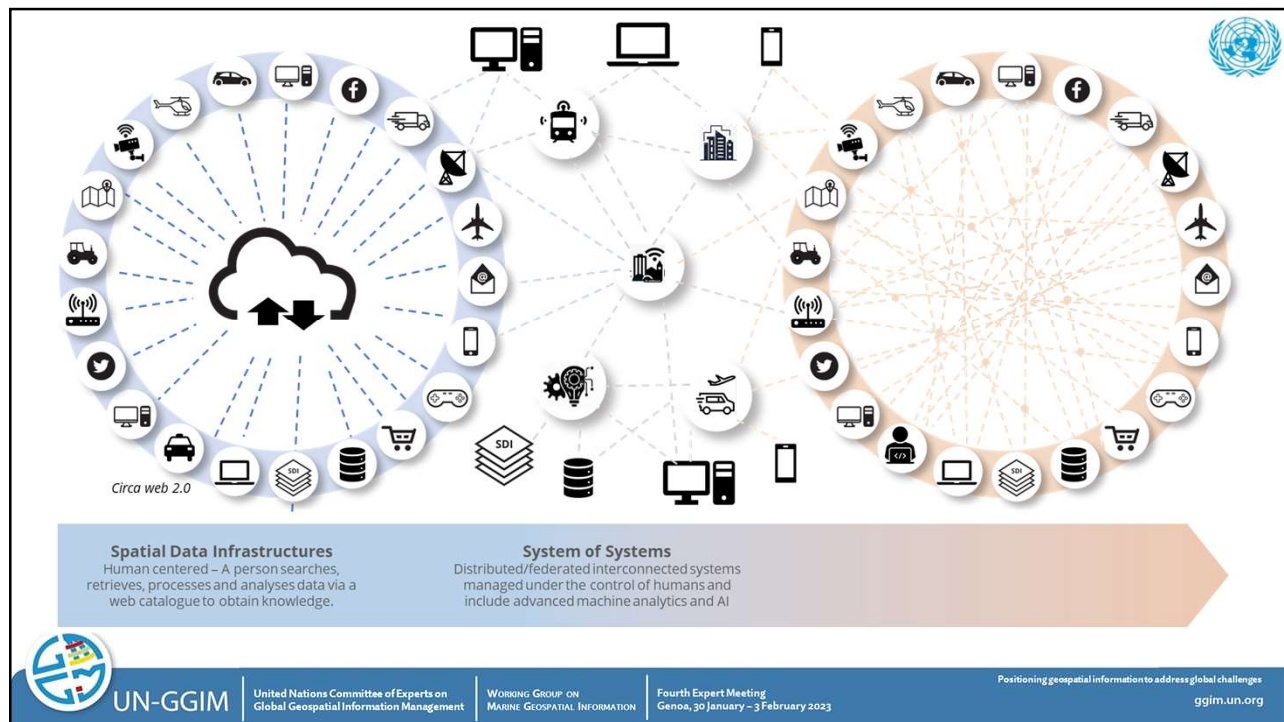 SDI
Circa web 2.0
SDI
SDI
Spatial Data Infrastructures
Human centered – A person searches,
retrieves, processes and analyses data via a
web catalogue to obtain knowledge.
System of Systems
Distributed/federated interconnected systems
managed under the control of humans and
include advanced machine analytics and AI
UN-GGIM
United Nations Committee of Experts on
Global Geospatial Information Management
Working Group on
Marine Geospatial Information
Fourth Expert Meeting
Genoa, 30 January – 3 February 2023
Positioning geospatial information to address global challenges
ggim.un.org